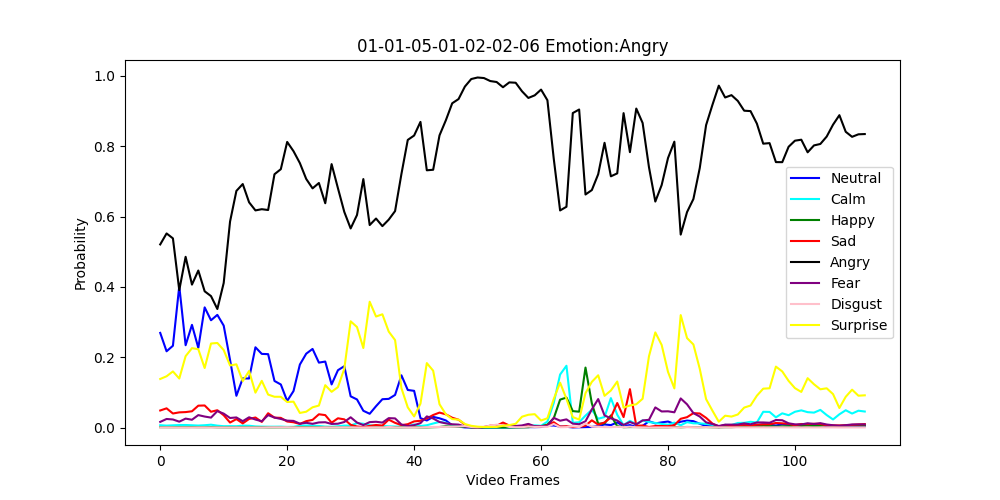 01-01-05-01-02-02-06 Emotion:Angry
1.0
0.8
0.6
0.4
0.2
0.0
Probability
0 20 40 60 80 100
Video Frames
Neutral
Calm
Happy
Sad
Angry
Fear
Disgust
Surprise